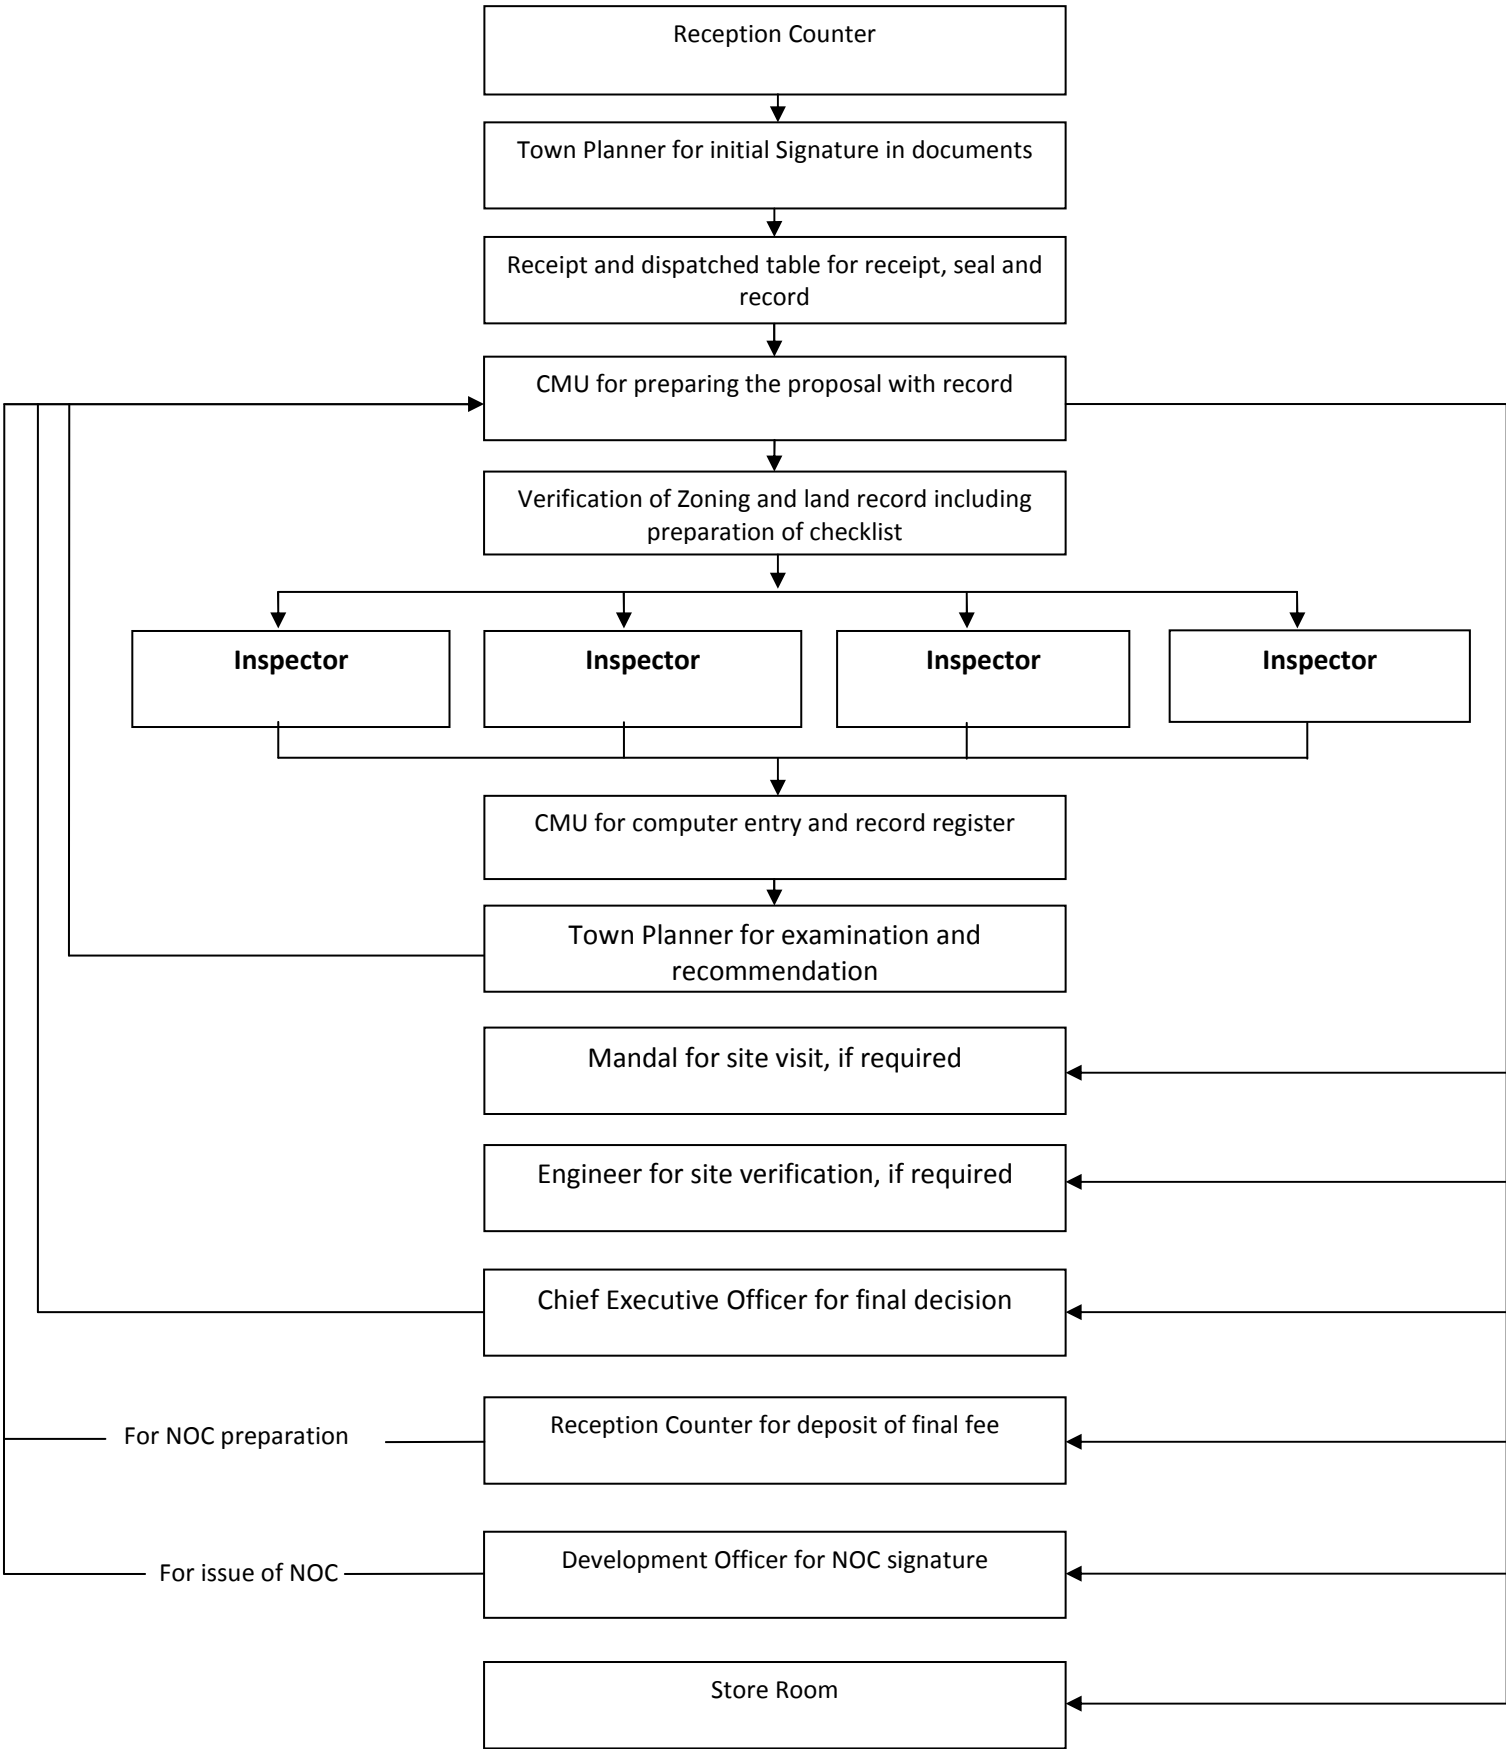 Reception Counter
Town Planner for initial Signature in documents
Receipt and dispatched table for receipt, seal and
record
CMU for preparing the proposal with record
Verification of Zoning and land record including
preparation of checklist
Inspector
Inspector
Inspector
Inspector
CMU for computer entry and record register
Town Planner for examination and
recommendation
Mandal for site visit, if required
Engineer for site verification, if required
Chief Executive Officer for final decision
For NOC preparation
Reception Counter for deposit of final fee
For issue of NOC
Development Officer for NOC signature
Store Room